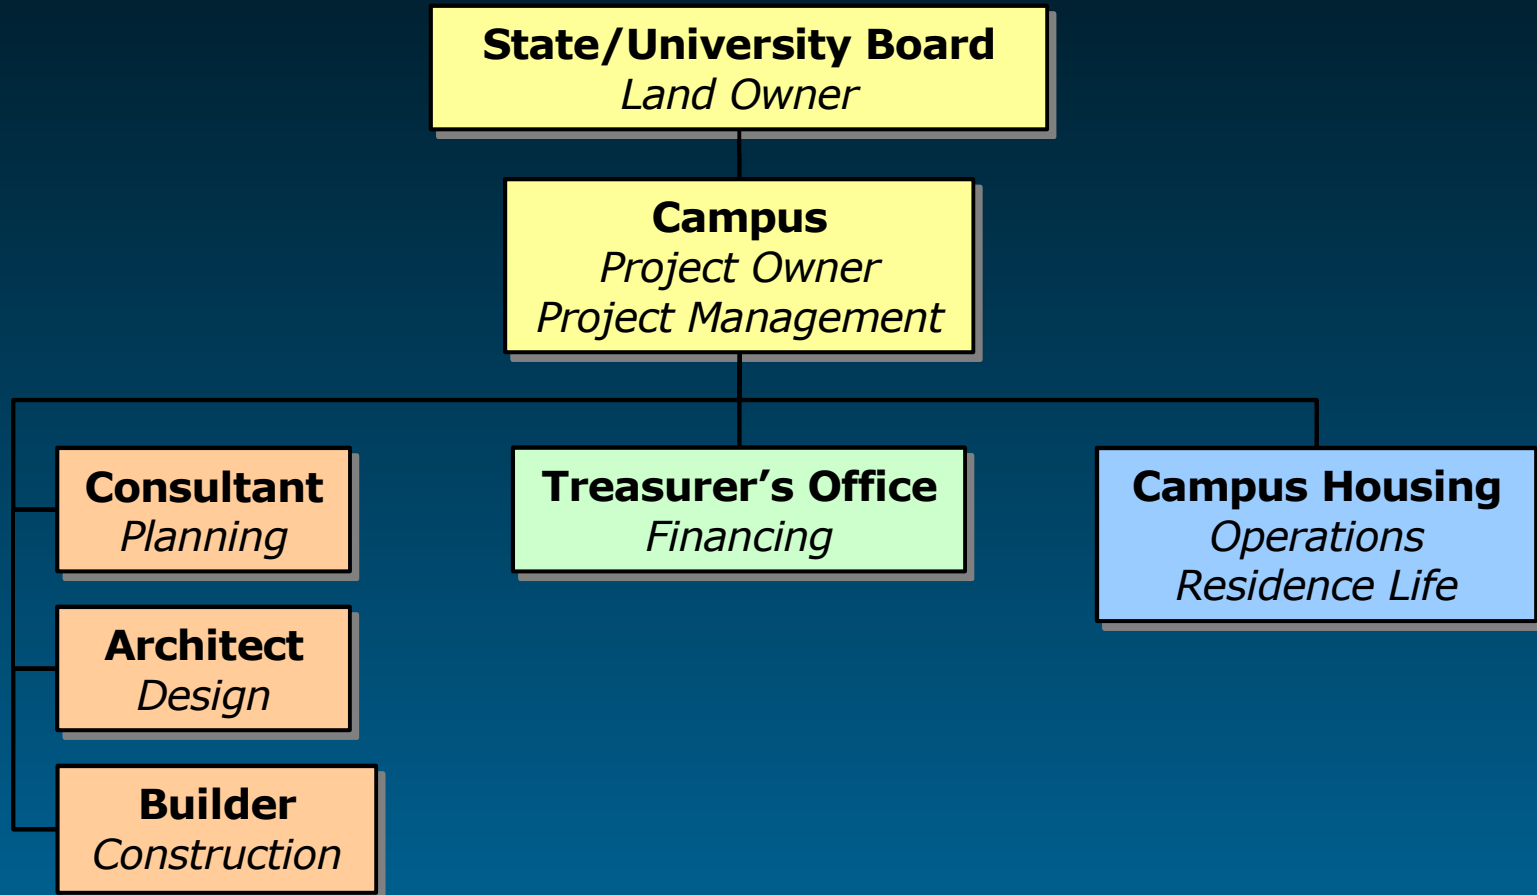 State/University Board
Land Owner
Campus
Project Owner
Project Management
Consultant
Planning
Treasurer’s Office
Financing
Campus Housing
Operations
Residence Life
Architect
Design
Builder
Construction